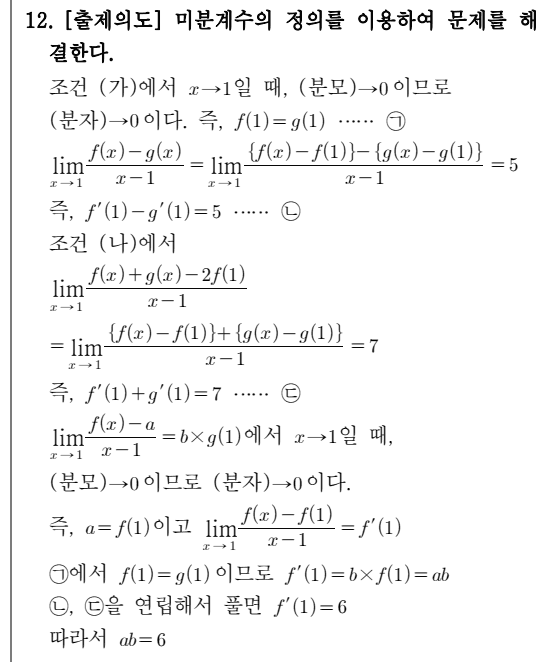 12. [출제의도] 미분계수의 정의를 이용하여 문제를 해
결한다.
조건 (가)에서 x→1일 때, (분모)→0이므로
(분자)→0이다. 즉, f(1)=g(1) ⋯⋯ ㉠
lim_{x→1} {f(x)-g(x)}/{x-1} = lim_{x→1} [{f(x)-f(1)}-{g(x)-g(1)}]/{x-1} = 5
즉, f′(1)-g′(1)=5 ⋯⋯ ㉡
조건 (나)에서
lim_{x→1} {f(x)+g(x)-2f(1)}/{x-1}
= lim_{x→1} [{f(x)-f(1)}+{g(x)-g(1)}]/{x-1} = 7
즉, f′(1)+g′(1)=7 ⋯⋯ ㉢
lim_{x→1} {f(x)-a}/{x-1} = b×g(1)에서 x→1일 때,
(분모)→0이므로 (분자)→0이다.
즉, a=f(1)이고 lim_{x→1} {f(x)-f(1)}/{x-1} = f′(1)
㉠에서 f(1)=g(1)이므로 f′(1)=b×f(1)=ab
㉡, ㉢을 연립해서 풀면 f′(1)=6
따라서 ab=6